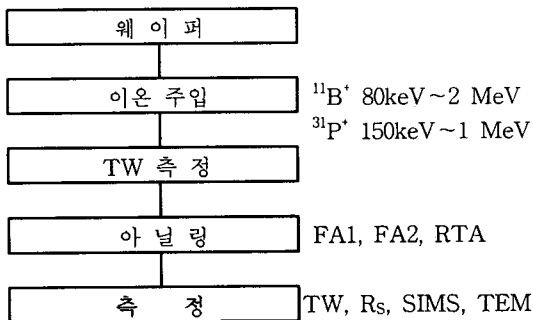 웨 이 퍼
이온 주입
¹¹B⁺ 80keV～2 MeV
³¹P⁺ 150keV～1 MeV
TW 측정
아 닐 링 FA1, FA2, RTA
측 정 TW, Rs, SIMS, TEM